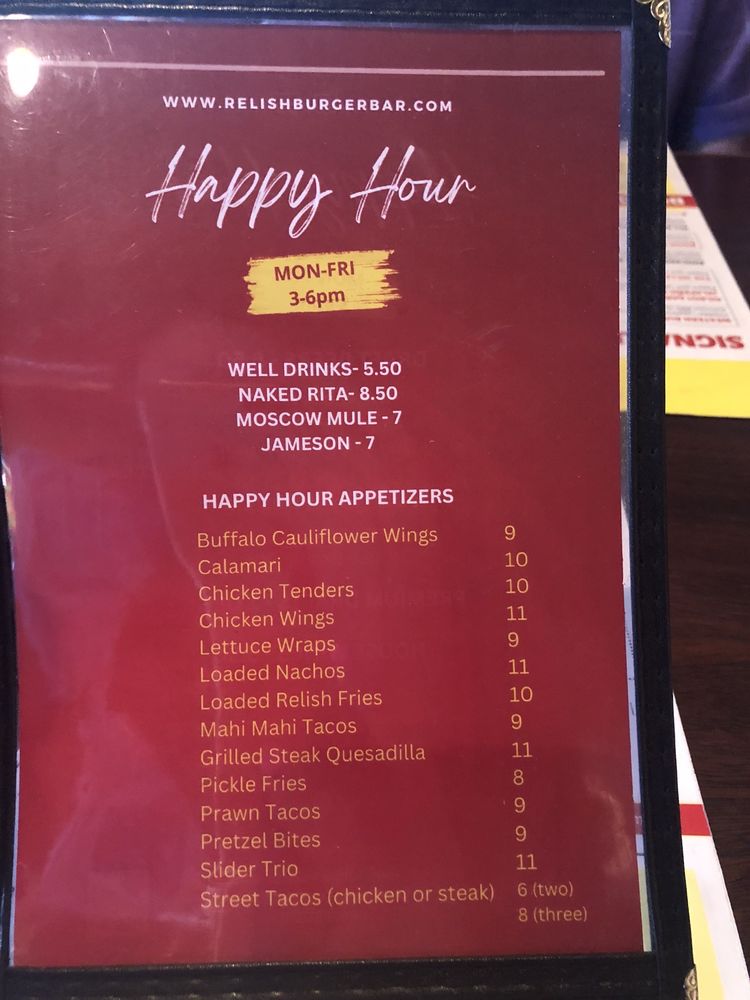 WWW.RELISHBURGERBAR.COM
Happy Hour
MON-FRI
3-6pm
WELL DRINKS- 5.50
NAKED RITA- 8.50
MOSCOW MULE - 7
JAMESON - 7
HAPPY HOUR APPETIZERS
Buffalo Cauliflower Wings 9
Calamari 10
Chicken Tenders 10
Chicken Wings 11
Lettuce Wraps 9
Loaded Nachos 11
Loaded Relish Fries 10
Mahi Mahi Tacos 9
Grilled Steak Quesadilla 11
Pickle Fries 8
Prawn Tacos 9
Pretzel Bites 9
Slider Trio 11
Street Tacos (chicken or steak) 6 (two)
8 (three)
SIGNA